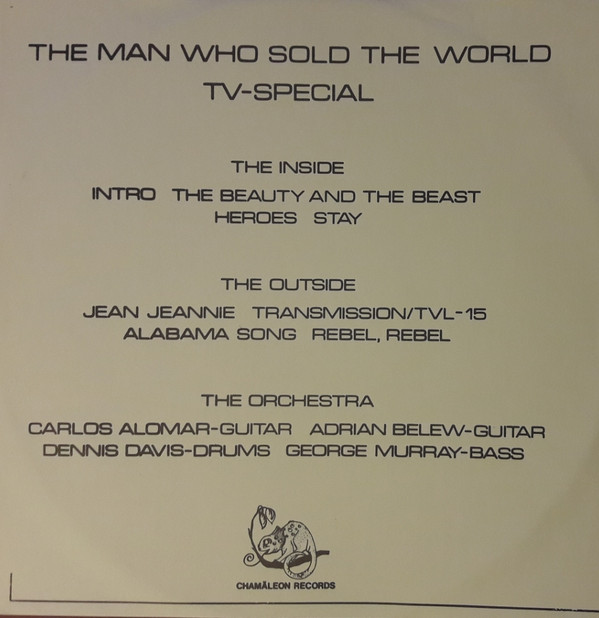 THE MAN WHO SOLD THE WORLD
TV-SPECIAL
THE INSIDE
INTRO THE BEAUTY AND THE BEAST
HEROES STAY
THE OUTSIDE
JEAN JEANNIE TRANSMISSION/TVL-15
ALABAMA SONG REBEL, REBEL
THE ORCHESTRA
CARLOS ALOMAR-GUITAR ADRIAN BELEW-GUITAR
DENNIS DAVIS-DRUMS GEORGE MURRAY-BASS
CHAMÄLEON RECORDS